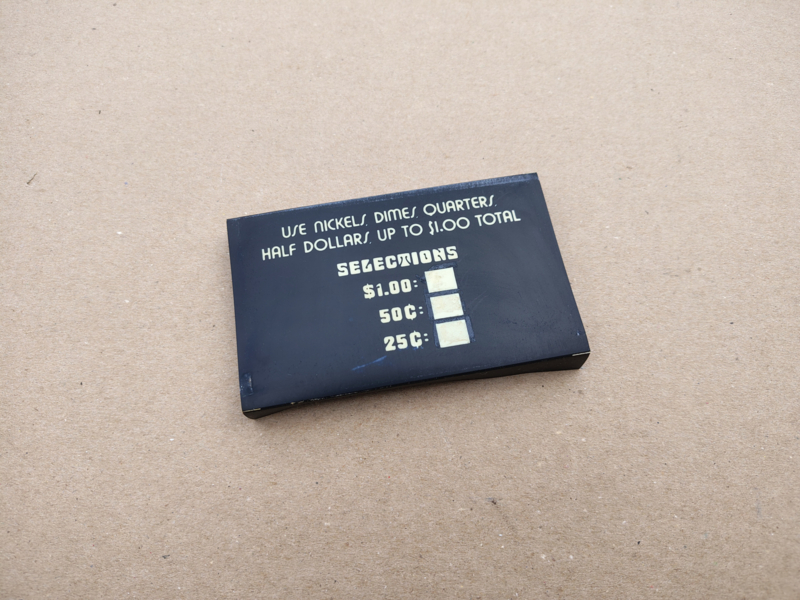 USE NICKELS, DIMES, QUARTERS,
HALF DOLLARS, UP TO $1.00 TOTAL
SELECTIONS
$1.00:
50¢:
25¢: